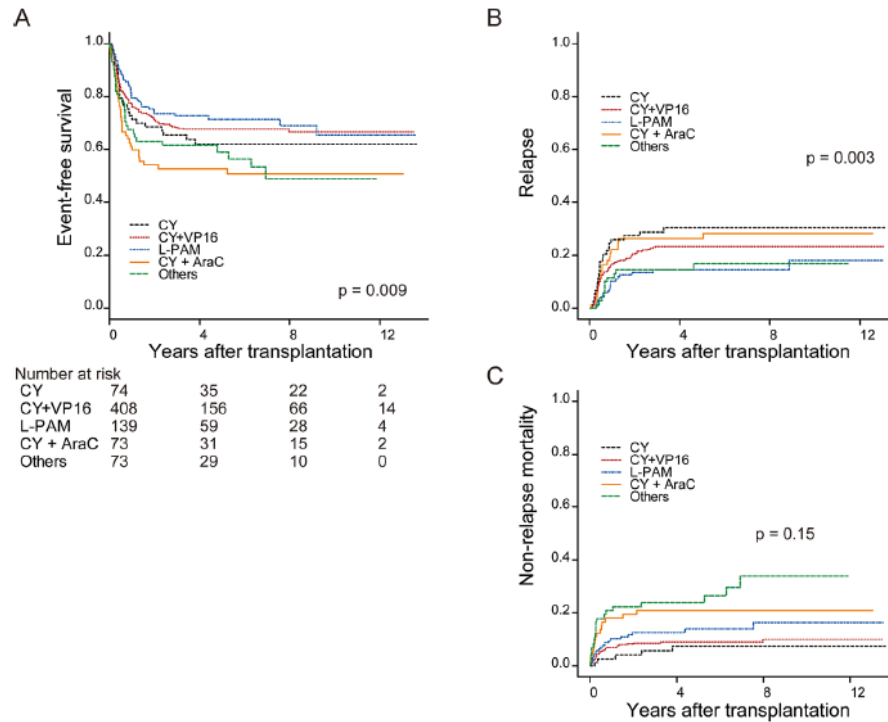 A
Event-free survival
1.0
0.8
0.6
0.4
0.2
0.0
CY
CY+VP16
L-PAM
CY + AraC
Others
p = 0.009
0 4 8 12
Years after transplantation
Number at risk
CY 74 35 22 2
CY+VP16 408 156 66 14
L-PAM 139 59 28 4
CY + AraC 73 31 15 2
Others 73 29 10 0
B
Relapse
1.0
0.8
0.6
0.4
0.2
0.0
CY
CY+VP16
L-PAM
CY + AraC
Others
p = 0.003
0 4 8 12
Years after transplantation
C
Non-relapse mortality
1.0
0.8
0.6
0.4
0.2
0.0
CY
CY+VP16
L-PAM
CY + AraC
Others
p = 0.15
0 4 8 12
Years after transplantation